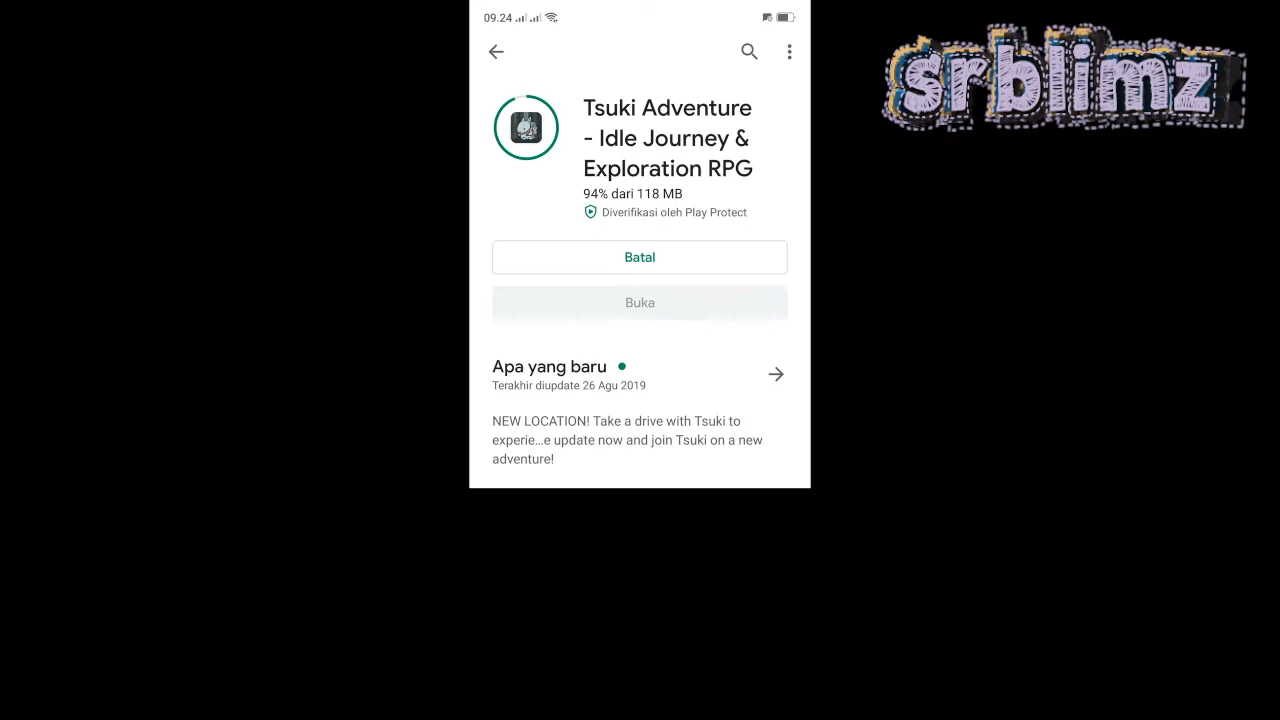 09.24
srblimz
Tsuki Adventure
- Idle Journey &
Exploration RPG
94% dari 118 MB
Diverifikasi oleh Play Protect
Batal
Buka
Apa yang baru
Terakhir diupdate 26 Agu 2019
NEW LOCATION! Take a drive with Tsuki to
experie...e update now and join Tsuki on a new
adventure!